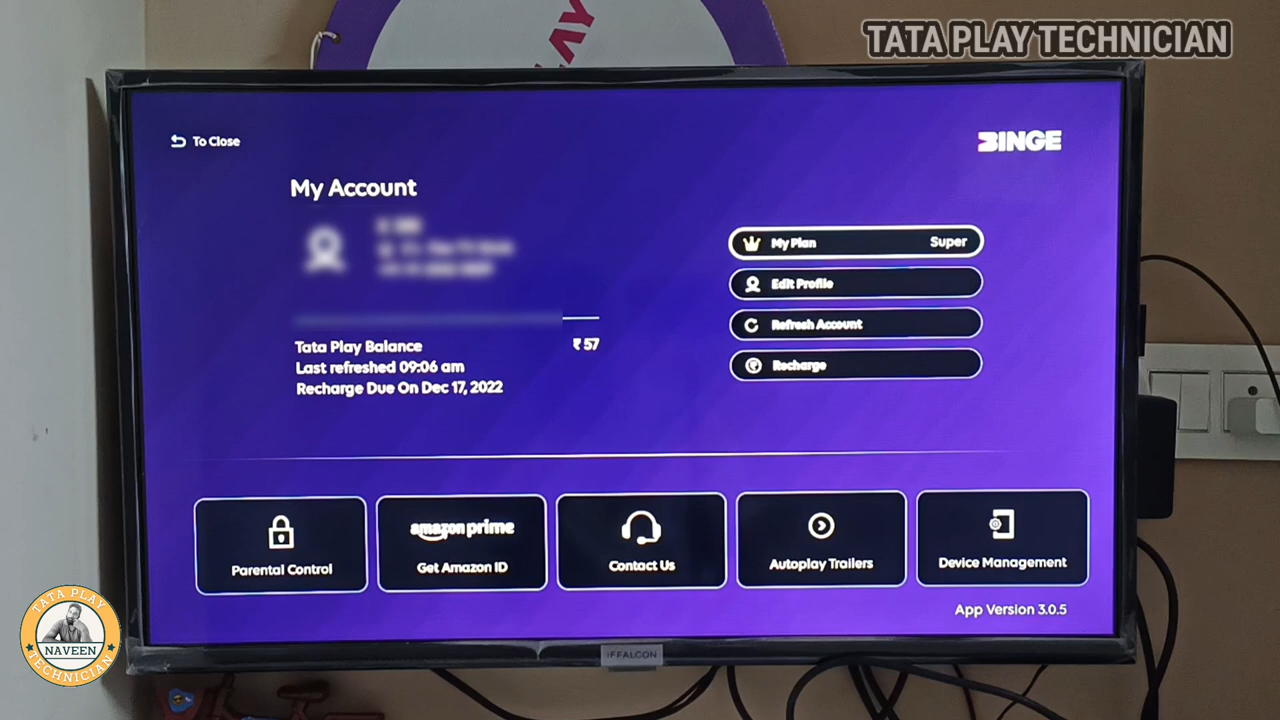 TATA PLAY TECHNICIAN
LAY
To Close
BINGE
My Account
My Plan Super
Edit Profile
Refresh Account
Recharge
Tata Play Balance ₹ 57
Last refreshed 09:06 am
Recharge Due On Dec 17, 2022
Parental Control
amazon prime
Get Amazon ID
Contact Us
Autoplay Trailers
Device Management
App Version 3.0.5
iFFALCON
TATA PLAY
NAVEEN
TECHNICIAN